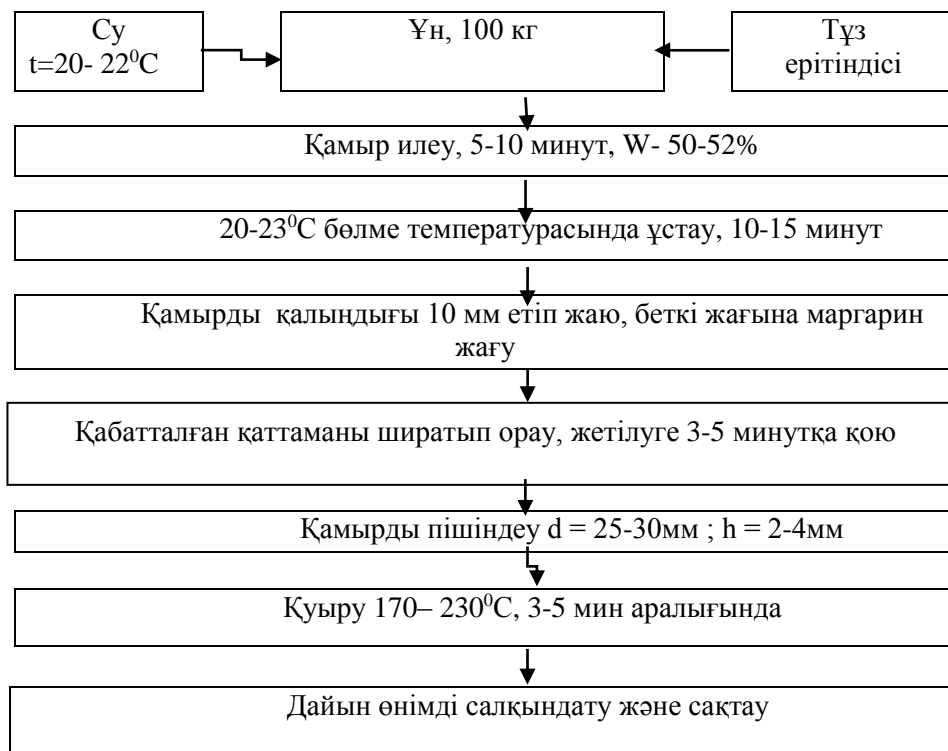 Су
t=20- 22⁰С
Ұн, 100 кг
Тұз
ерітіндісі
Қамыр илеу, 5-10 минут, W- 50-52%
20-23⁰С бөлме температурасында ұстау, 10-15 минут
Қамырды қалыңдығы 10 мм етіп жаю, беткі жағына маргарин
жағу
Қабатталған қаттаманы ширатып орау, жетілуге 3-5 минутқа қою
Қамырды пішіндеу d = 25-30мм ; h = 2-4мм
Қуыру 170– 230⁰С, 3-5 мин аралығында
Дайын өнімді салқындату және сақтау